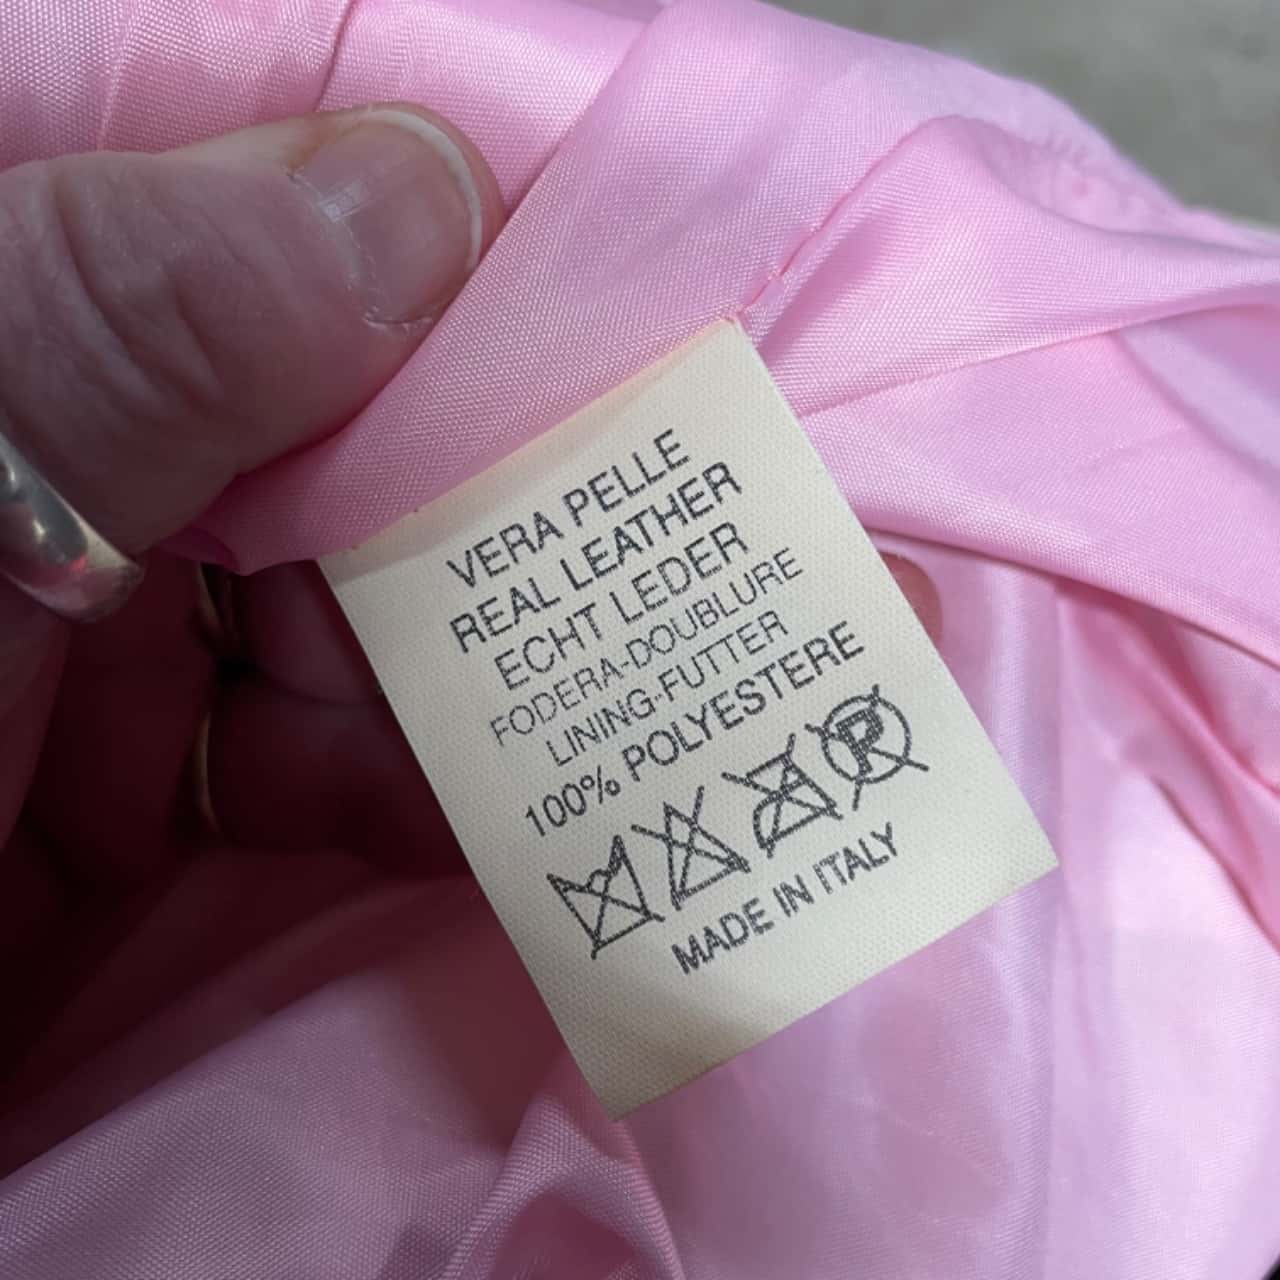 VERA PELLE
REAL LEATHER
ECHT LEDER
FODERA-DOUBLURE
LINING-FUTTER
100% POLYESTERE
P
MADE IN ITALY